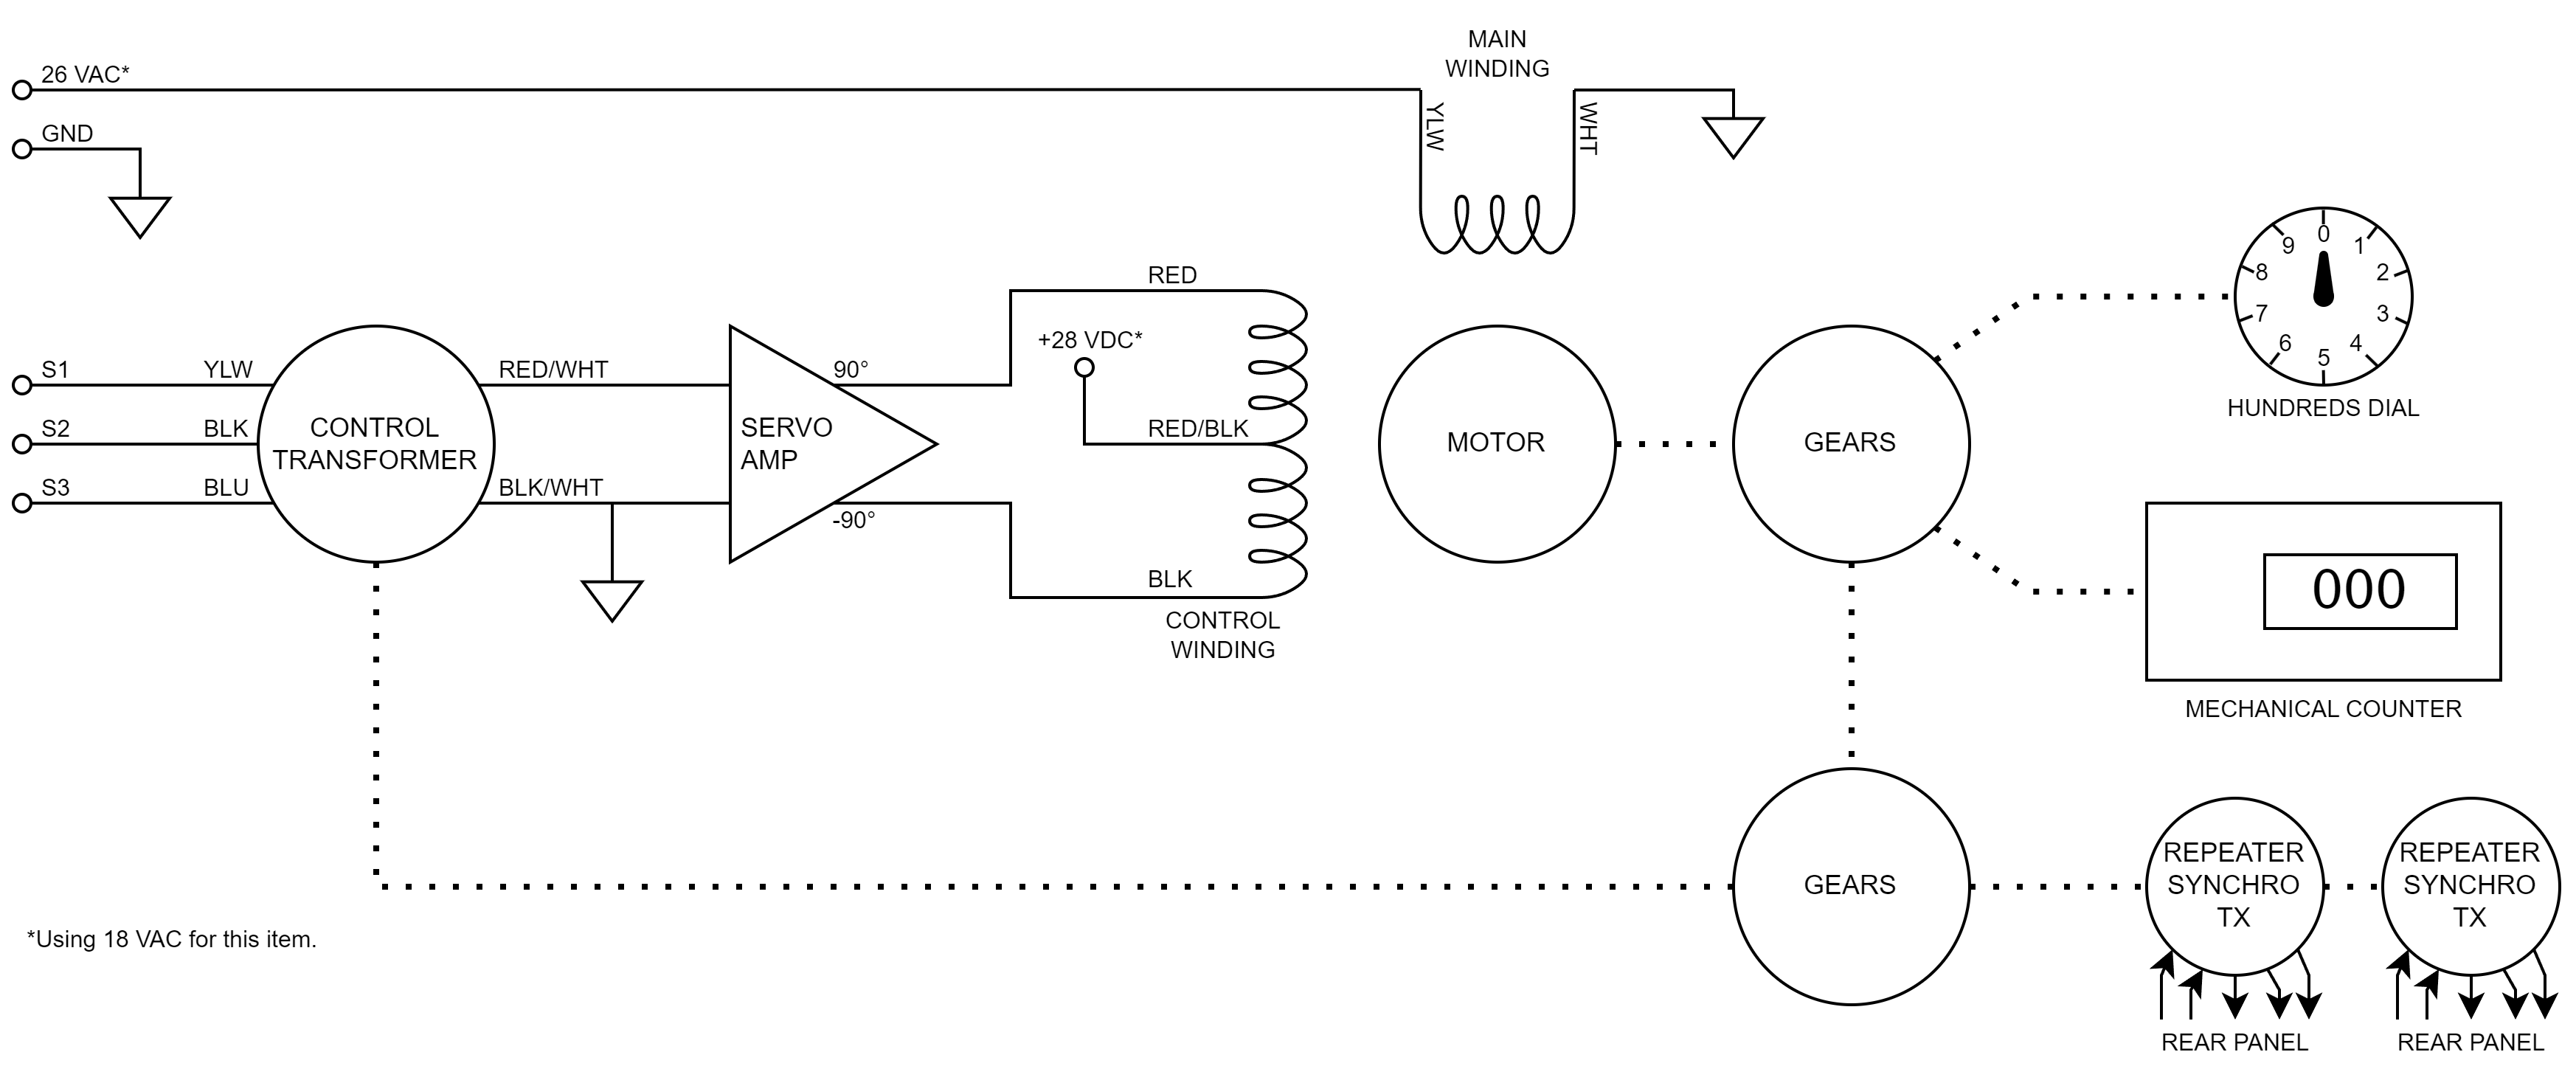 MAIN
WINDING
26 VAC*
GND
YLW
WHT
RED
+28 VDC*
RED/BLK
BLK
CONTROL
WINDING
S1
YLW
S2
BLK
S3
BLU
CONTROL
TRANSFORMER
RED/WHT
BLK/WHT
SERVO
AMP
90°
-90°
MOTOR
GEARS
0
1
2
3
4
5
6
7
8
9
HUNDREDS DIAL
000
MECHANICAL COUNTER
GEARS
REPEATER
SYNCHRO
TX
REAR PANEL
REPEATER
SYNCHRO
TX
REAR PANEL
*Using 18 VAC for this item.